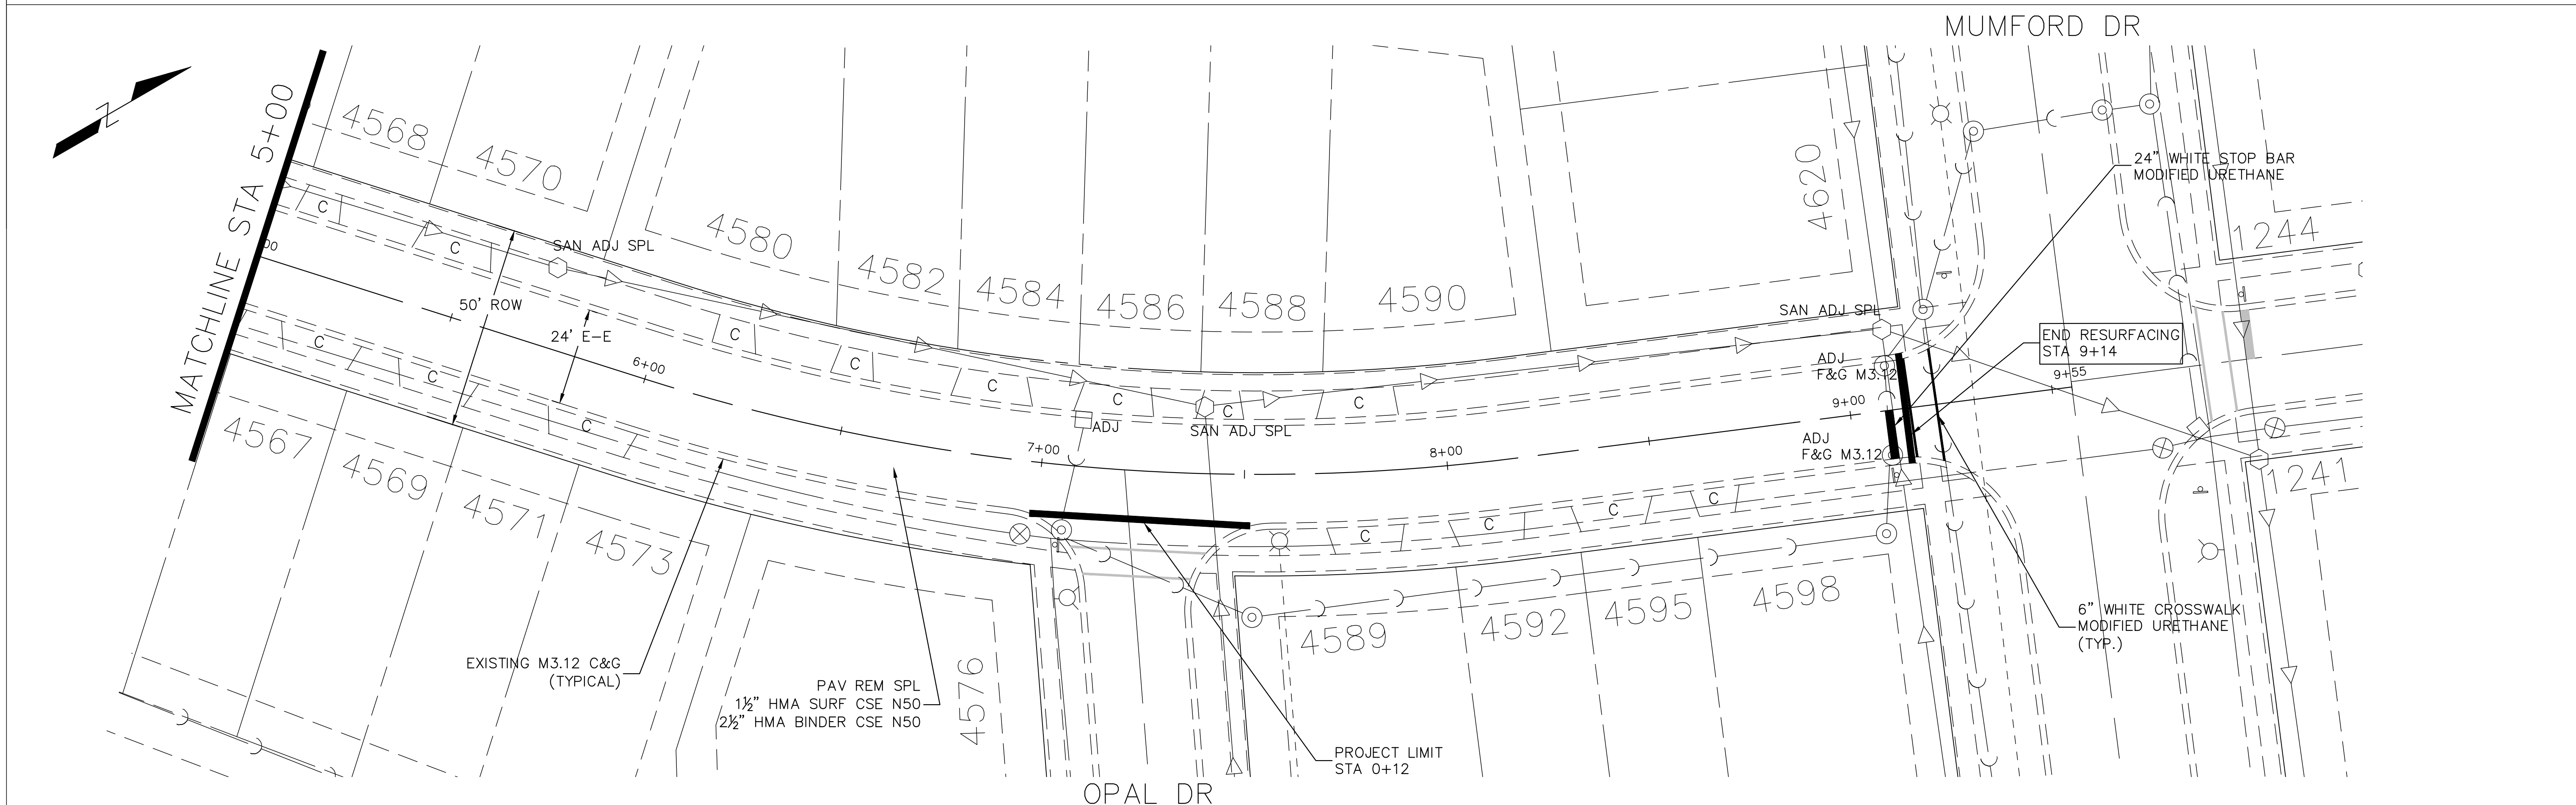 MUMFORD DR
Z
MATCHLINE STA 5+00
00
4568
4570
4580
4582
4584
4586
4588
4590
4620
1244
24" WHITE STOP BAR
MODIFIED URETHANE
C
C
SAN ADJ SPL
50' ROW
24' E-E
C
C
C
C
C
C
SAN ADJ SPL
ADJ
F&G M3.12
END RESURFACING
STA 9+14
9+55
9+00
6+00
C
C
C
ADJ
SAN ADJ SPL
7+00
8+00
ADJ
F&G M3.12
4567
4569
4571
4573
C
C
C
C
1241
EXISTING M3.12 C&G
(TYPICAL)
PAV REM SPL
1½" HMA SURF CSE N50
2½" HMA BINDER CSE N50
4576
4589
4592
4595
4598
6" WHITE CROSSWALK
MODIFIED URETHANE
(TYP.)
PROJECT LIMIT
STA 0+12
OPAL DR